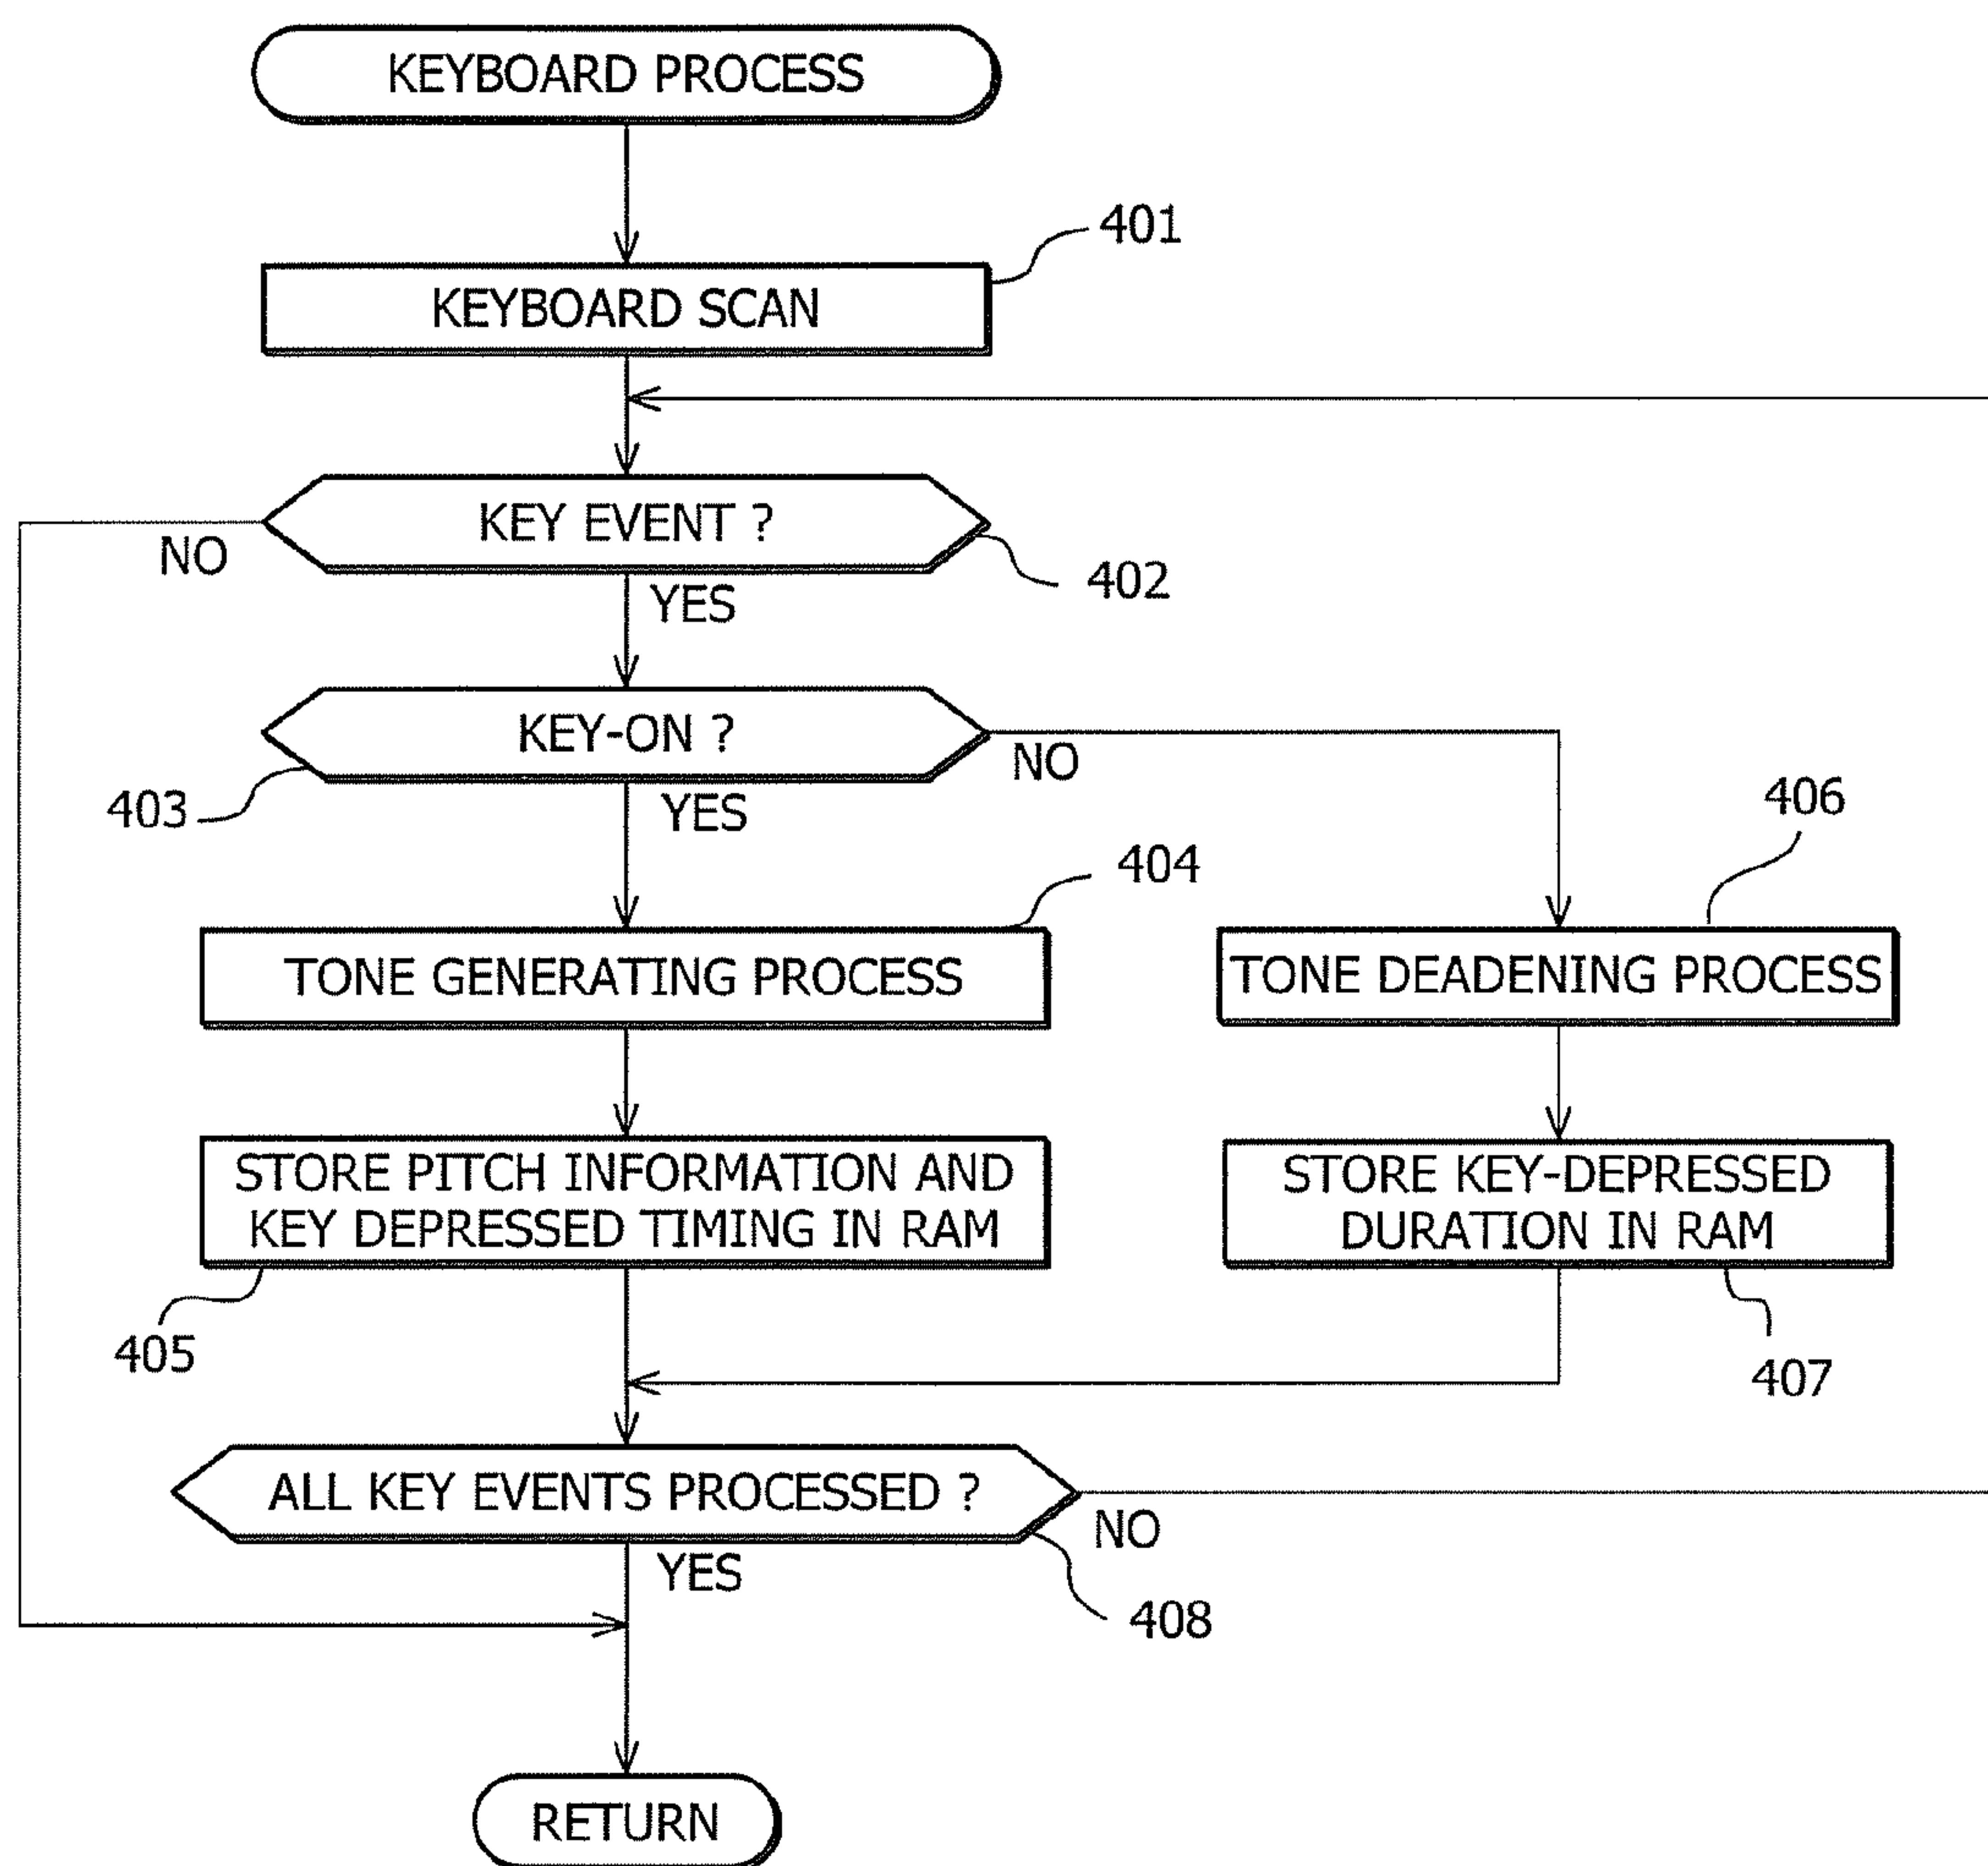 KEYBOARD PROCESS
401
KEYBOARD SCAN
KEY EVENT ?
NO
402
YES
KEY-ON ?
NO
403
YES
406
404
TONE GENERATING PROCESS
TONE DEADENING PROCESS
STORE PITCH INFORMATION AND
KEY DEPRESSED TIMING IN RAM
STORE KEY-DEPRESSED
DURATION IN RAM
405
407
ALL KEY EVENTS PROCESSED ?
NO
YES
408
RETURN